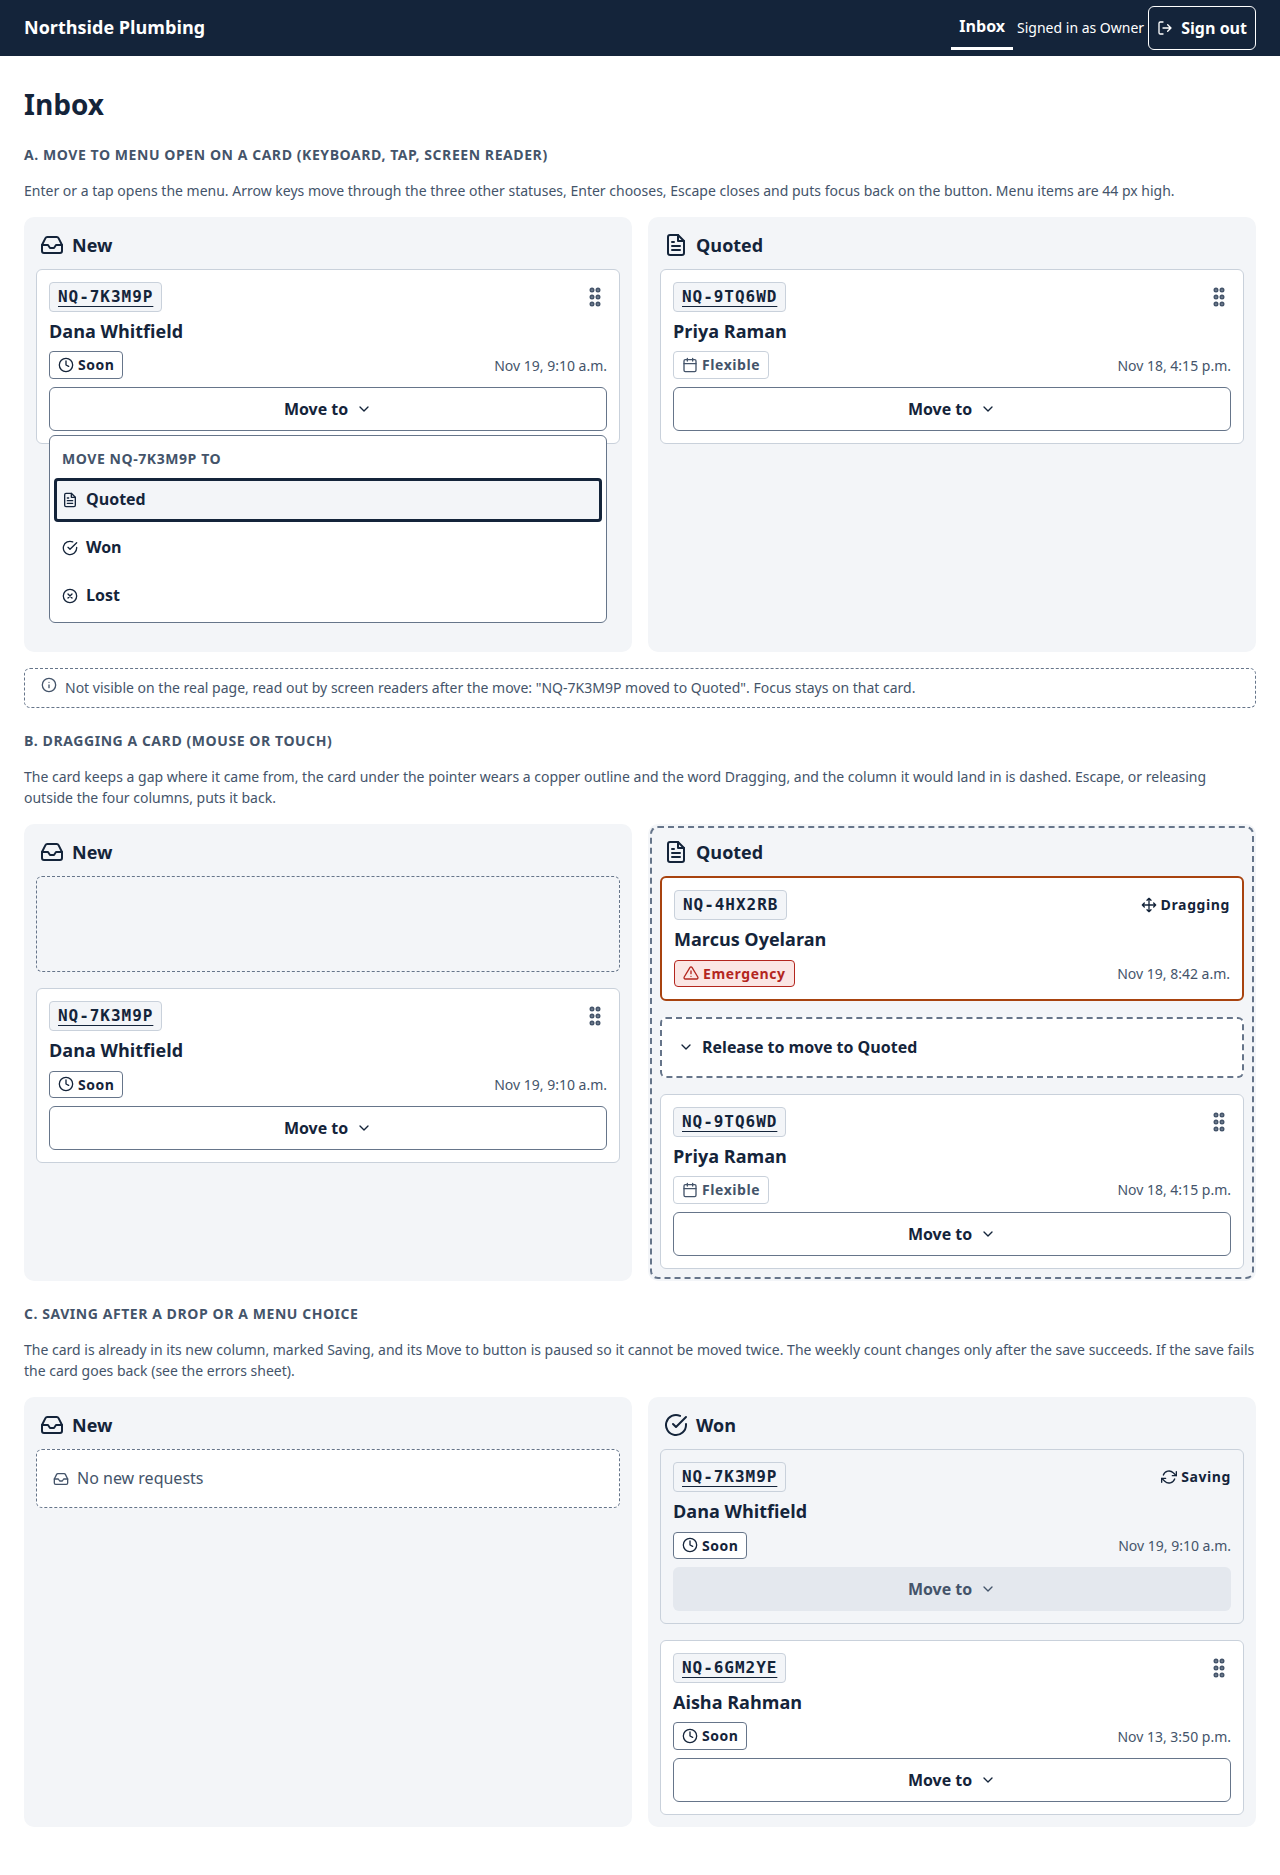 Northside Plumbing
Inbox
Signed in as Owner
Sign out
Inbox
A. MOVE TO MENU OPEN ON A CARD (KEYBOARD, TAP, SCREEN READER)
Enter or a tap opens the menu. Arrow keys move through the three other statuses, Enter chooses, Escape closes and puts focus back on the button. Menu items are 44 px high.
New
NQ-7K3M9P
Dana Whitfield
Soon
Nov 19, 9:10 a.m.
Move to
MOVE NQ-7K3M9P TO
Quoted
Won
Lost
Quoted
NQ-9TQ6WD
Priya Raman
Flexible
Nov 18, 4:15 p.m.
Move to
Not visible on the real page, read out by screen readers after the move: "NQ-7K3M9P moved to Quoted". Focus stays on that card.
B. DRAGGING A CARD (MOUSE OR TOUCH)
The card keeps a gap where it came from, the card under the pointer wears a copper outline and the word Dragging, and the column it would land in is dashed. Escape, or releasing
outside the four columns, puts it back.
New
NQ-7K3M9P
Dana Whitfield
Soon
Nov 19, 9:10 a.m.
Move to
Quoted
NQ-4HX2RB
Dragging
Marcus Oyelaran
Emergency
Nov 19, 8:42 a.m.
Release to move to Quoted
NQ-9TQ6WD
Priya Raman
Flexible
Nov 18, 4:15 p.m.
Move to
C. SAVING AFTER A DROP OR A MENU CHOICE
The card is already in its new column, marked Saving, and its Move to button is paused so it cannot be moved twice. The weekly count changes only after the save succeeds. If the save fails
the card goes back (see the errors sheet).
New
No new requests
Won
NQ-7K3M9P
Saving
Dana Whitfield
Soon
Nov 19, 9:10 a.m.
Move to
NQ-6GM2YE
Aisha Rahman
Soon
Nov 13, 3:50 p.m.
Move to